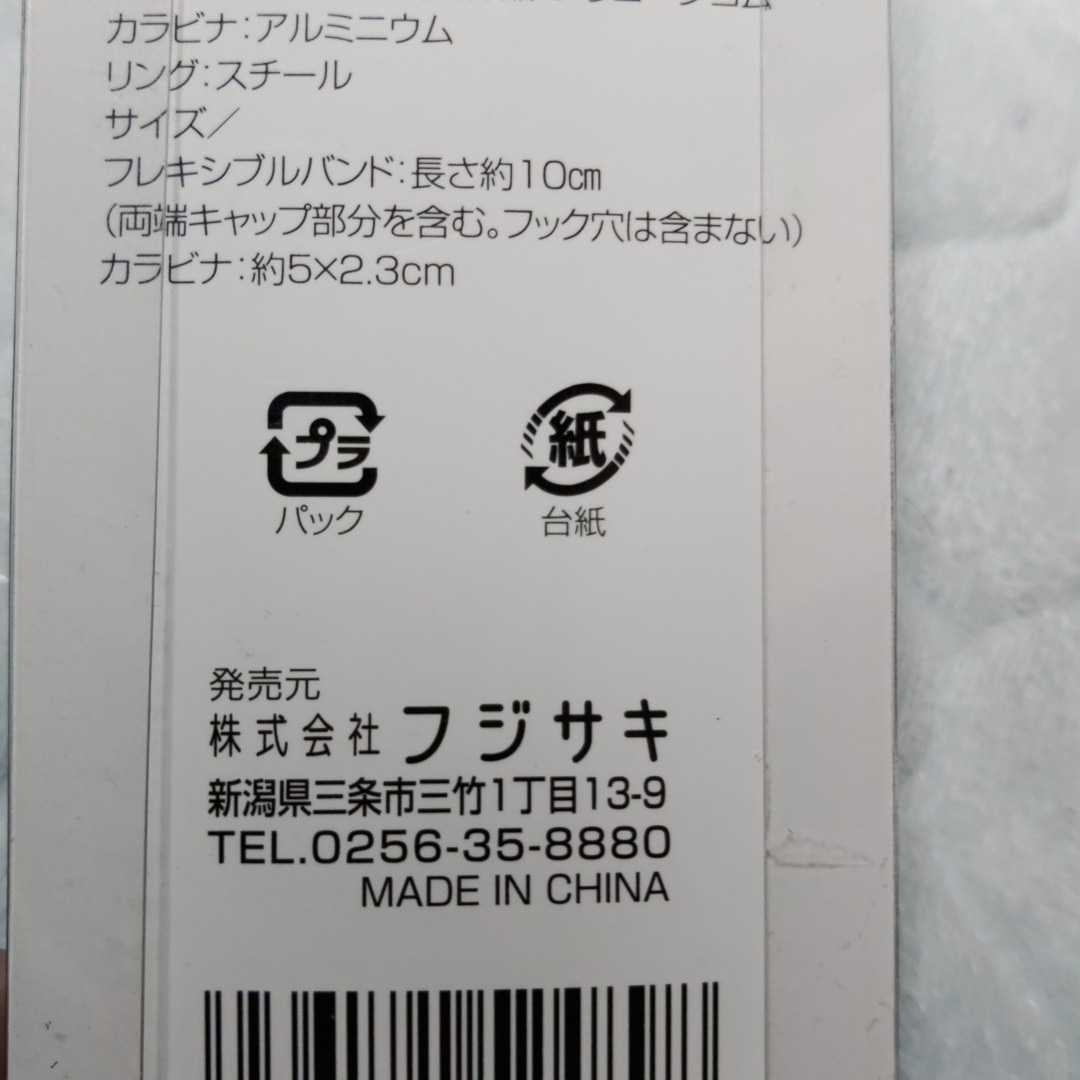 カラビナ:アルミニウム
リング:スチール
サイズ/
フレキシブルバンド:長さ約10㎝
(両端キャップ部分を含む。フック穴は含まない)
カラビナ:約5×2.3cm
プラ
パック
紙
台紙
発売元
株式会社フジサキ
新潟県三条市三竹1丁目13-9
TEL.0256-35-8880
MADE IN CHINA